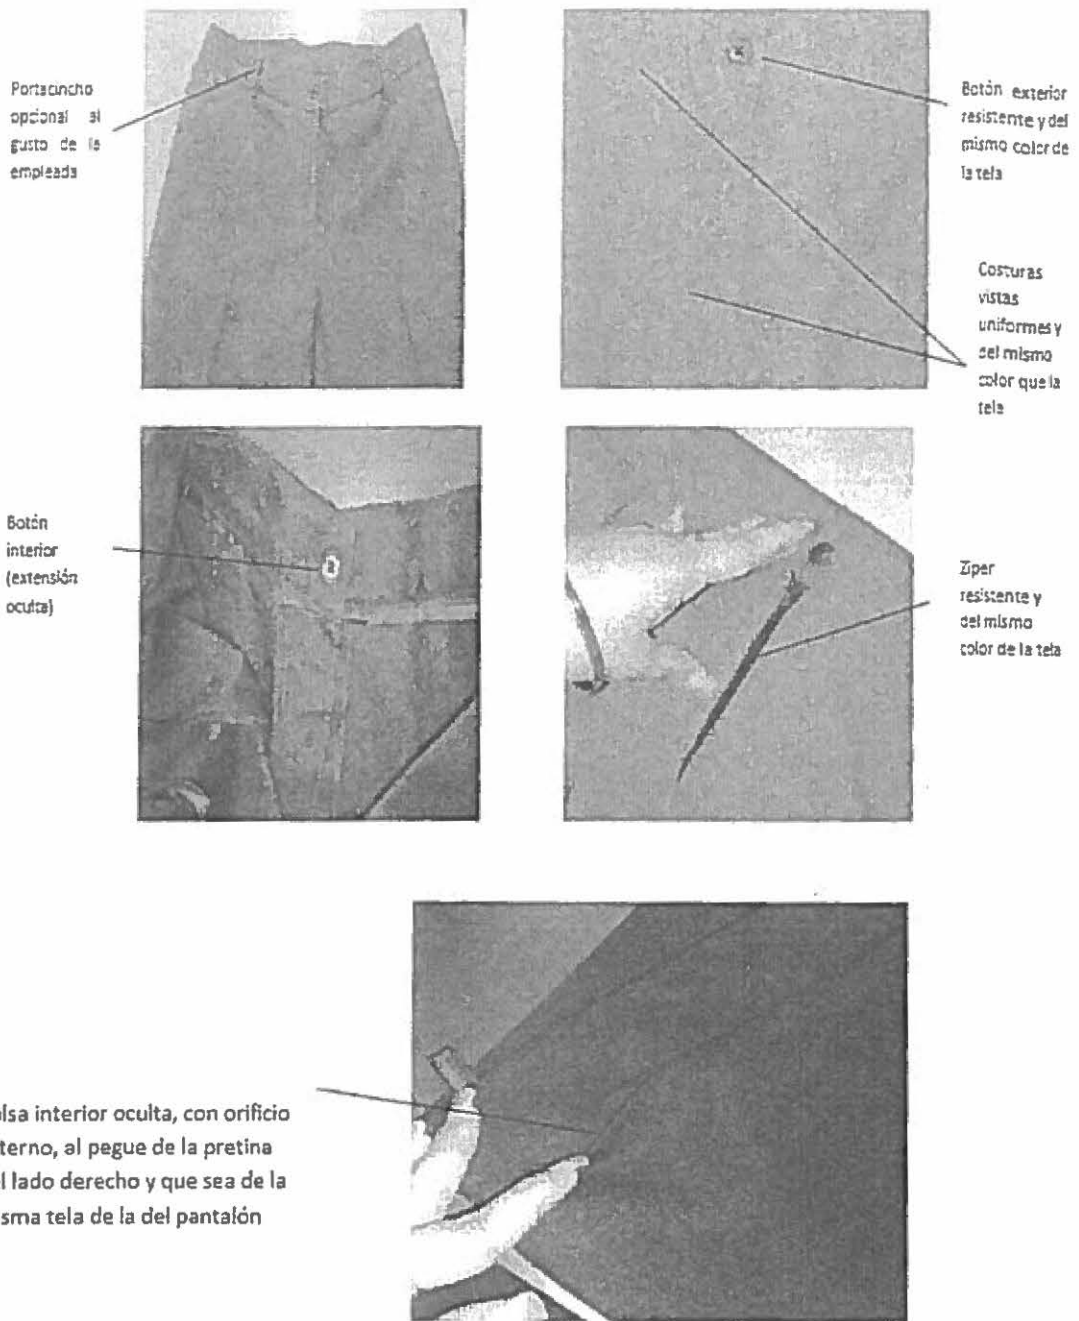 Portacincho
opcional al
gusto de la
empleada
Botón exterior
resistente y del
mismo color de
la tela
Costuras
vistas
uniformes y
del mismo
color que la
tela
Botón
interior
(extensión
oculta)
Ziper
resistente y
del mismo
color de la tela
lsa interior oculta, con orificio
terno, al pegue de la pretina
l lado derecho y que sea de la
sma tela de la del pantalón